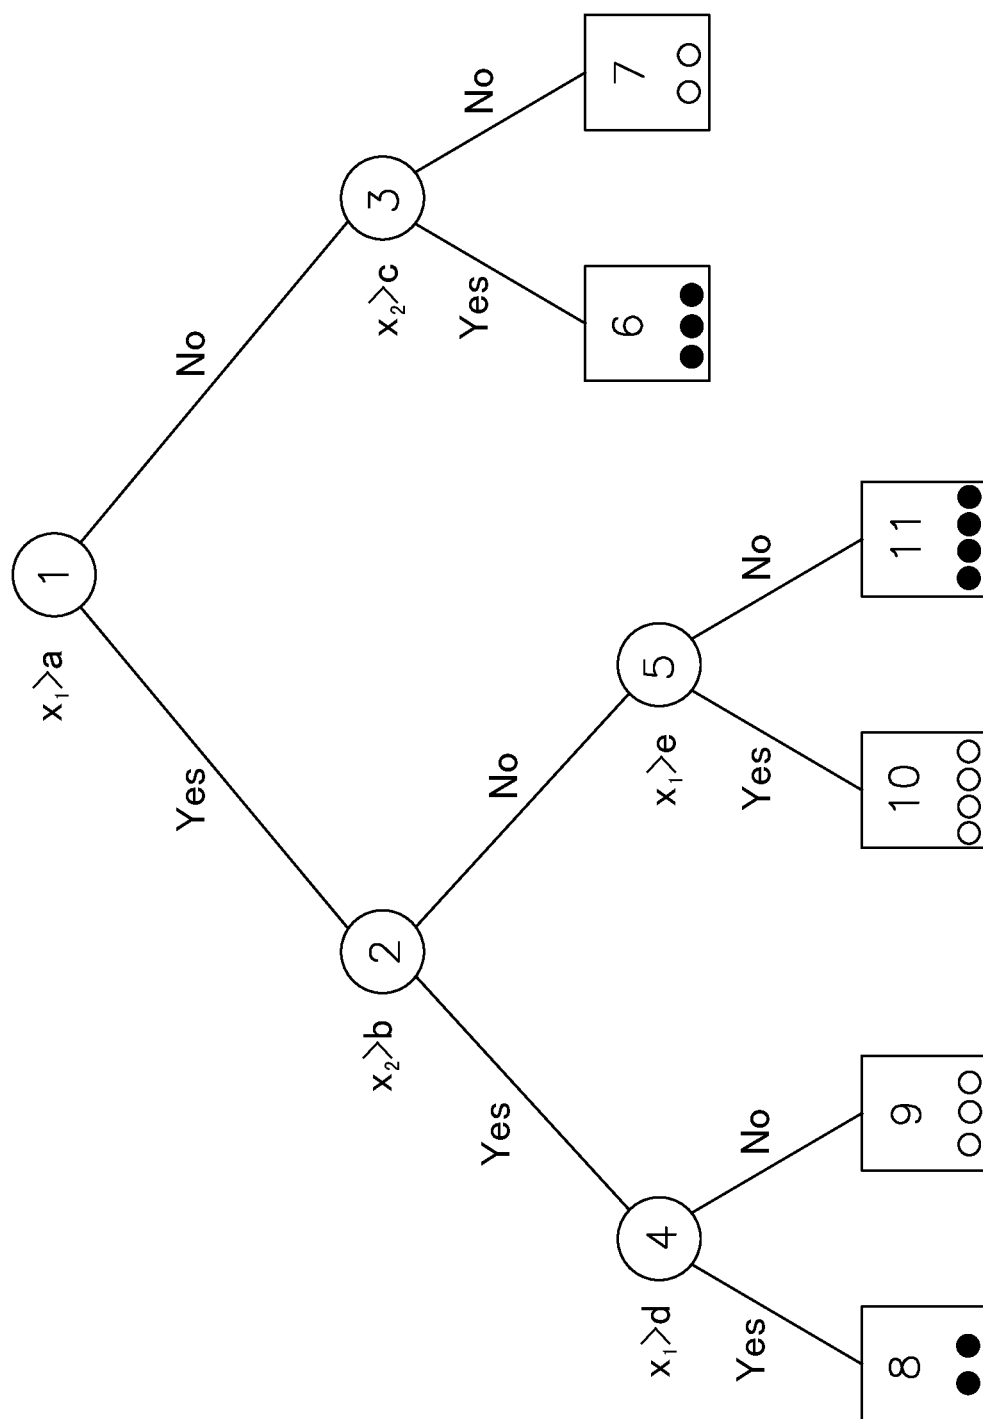 1
x₁>a
Yes
No
2
x₂>b
3
x₂>c
Yes
No
Yes
No
4
x₁>d
5
x₁>e
6
7
Yes
No
Yes
No
8
9
10
11